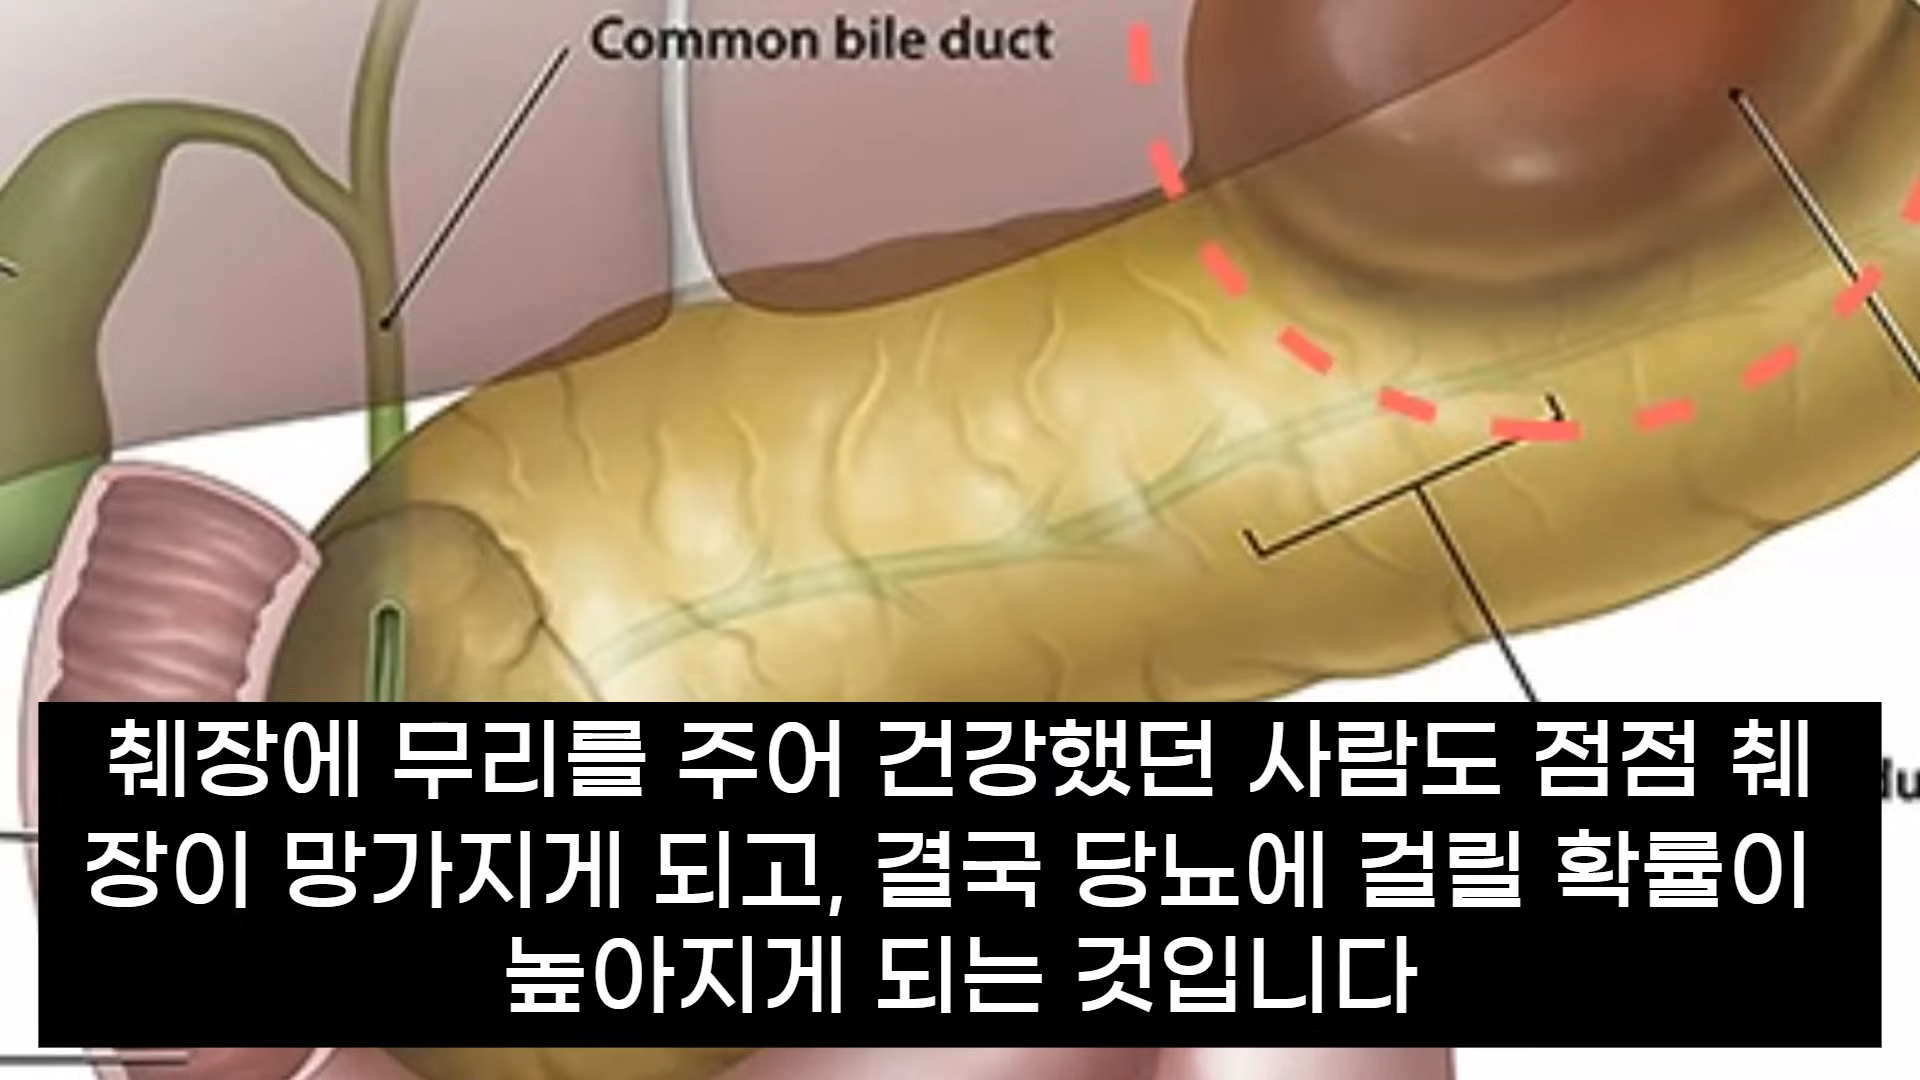 Common bile duct
췌장에 무리를 주어 건강했던 사람도 점점 췌
장이 망가지게 되고, 결국 당뇨에 걸릴 확률이
높아지게 되는 것입니다